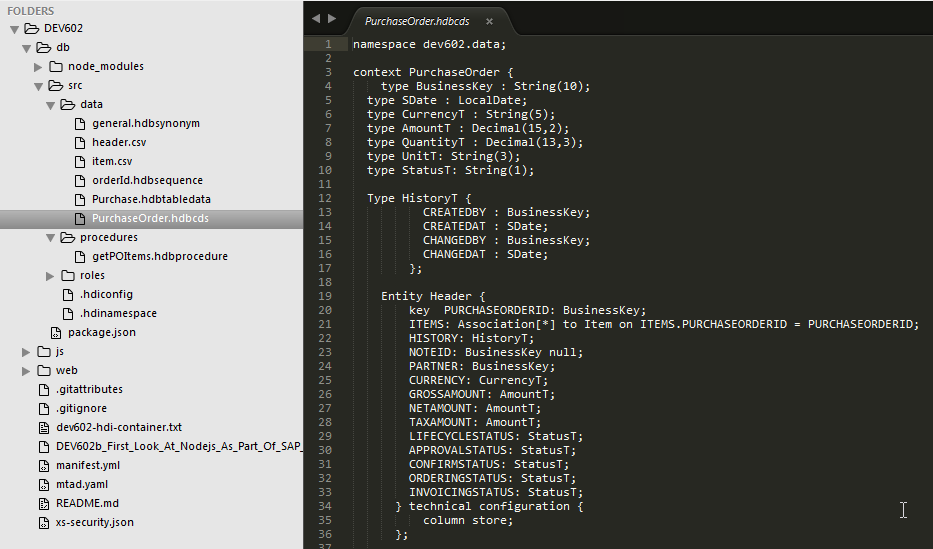 FOLDERS
DEV602
db
node_modules
src
data
general.hdbsynonym
header.csv
item.csv
orderId.hdbsequence
Purchase.hdbtabledata
PurchaseOrder.hdbcds
procedures
getPOItems.hdbprocedure
roles
.hdiconfig
.hdinamespace
package.json
js
web
.gitattributes
.gitignore
dev602-hdi-container.txt
DEV602b_First_Look_At_Nodejs_As_Part_Of_SAP_
manifest.yml
mtad.yaml
README.md
xs-security.json
PurchaseOrder.hdbcds ×
1 namespace dev602.data;
2
3 context PurchaseOrder {
4 type BusinessKey : String(10);
5 type SDate : LocalDate;
6 type CurrencyT : String(5);
7 type AmountT : Decimal(15,2);
8 type QuantityT : Decimal(13,3);
9 type UnitT: String(3);
10 type StatusT: String(1);
11
12 Type HistoryT {
13 CREATEDBY : BusinessKey;
14 CREATEDAT : SDate;
15 CHANGEDBY : BusinessKey;
16 CHANGEDAT : SDate;
17 };
18
19 Entity Header {
20 key PURCHASEORDERID: BusinessKey;
21 ITEMS: Association[*] to Item on ITEMS.PURCHASEORDERID = PURCHASEORDERID;
22 HISTORY: HistoryT;
23 NOTEID: BusinessKey null;
24 PARTNER: BusinessKey;
25 CURRENCY: CurrencyT;
26 GROSSAMOUNT: AmountT;
27 NETAMOUNT: AmountT;
28 TAXAMOUNT: AmountT;
29 LIFECYCLESTATUS: StatusT;
30 APPROVALSTATUS: StatusT;
31 CONFIRMSTATUS: StatusT;
32 ORDERINGSTATUS: StatusT;
33 INVOICINGSTATUS: StatusT;
34 } technical configuration {
35 column store;
36 };
37